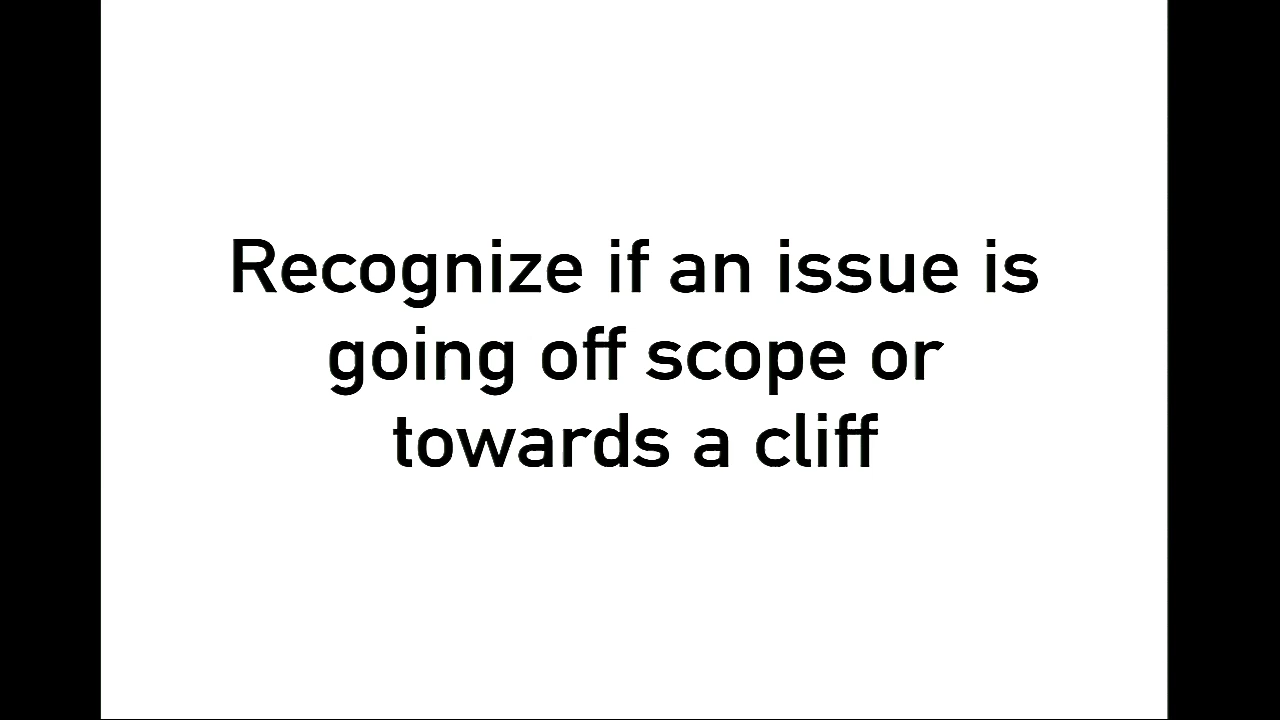 Recognize if an issue is
going off scope or
towards a cliff